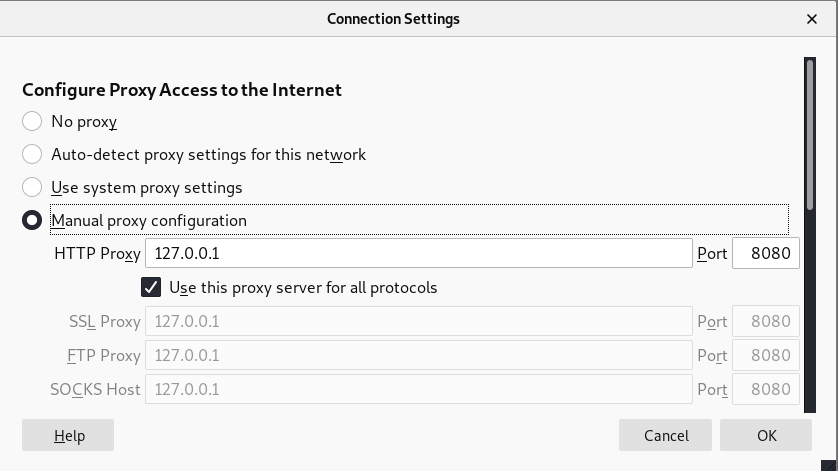 Connection Settings
Configure Proxy Access to the Internet
No proxy
Auto-detect proxy settings for this network
Use system proxy settings
Manual proxy configuration
HTTP Proxy 127.0.0.1 Port 8080
Use this proxy server for all protocols
SSL Proxy 127.0.0.1 Port 8080
FTP Proxy 127.0.0.1 Port 8080
SOCKS Host 127.0.0.1 Port 8080
Help Cancel OK